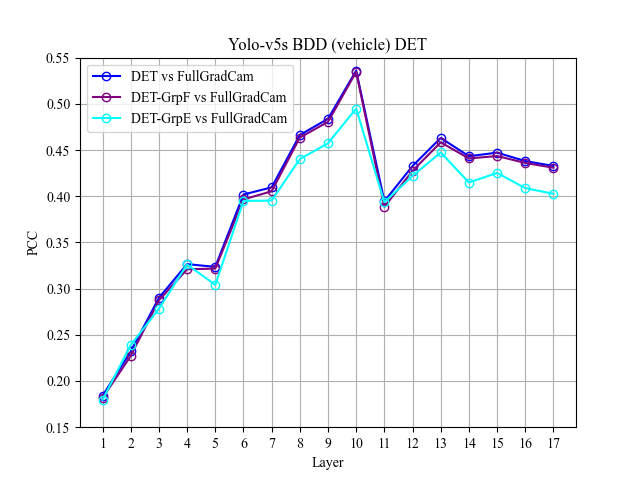 Yolo-v5s BDD (vehicle) DET
DET vs FullGradCam
DET-GrpF vs FullGradCam
DET-GrpE vs FullGradCam
PCC
0.55
0.50
0.45
0.40
0.35
0.30
0.25
0.20
0.15
1 2 3 4 5 6 7 8 9 10 11 12 13 14 15 16 17
Layer